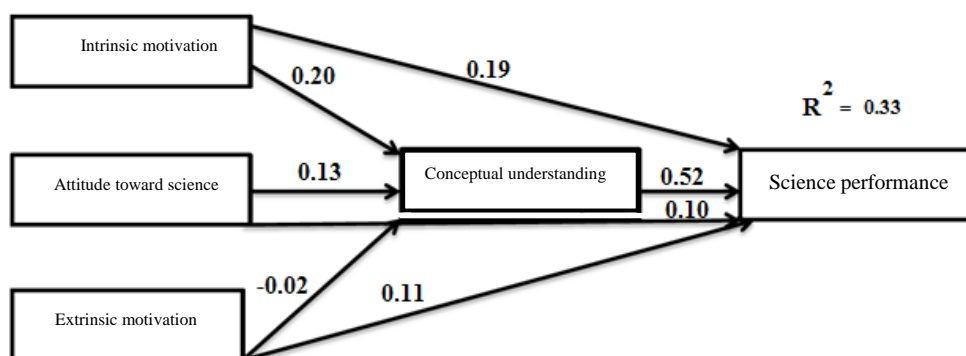 Intrinsic motivation
0.20
0.19
R² = 0.33
Attitude toward science
0.13
Conceptual understanding
0.52
Science performance
0.10
-0.02
0.11
Extrinsic motivation